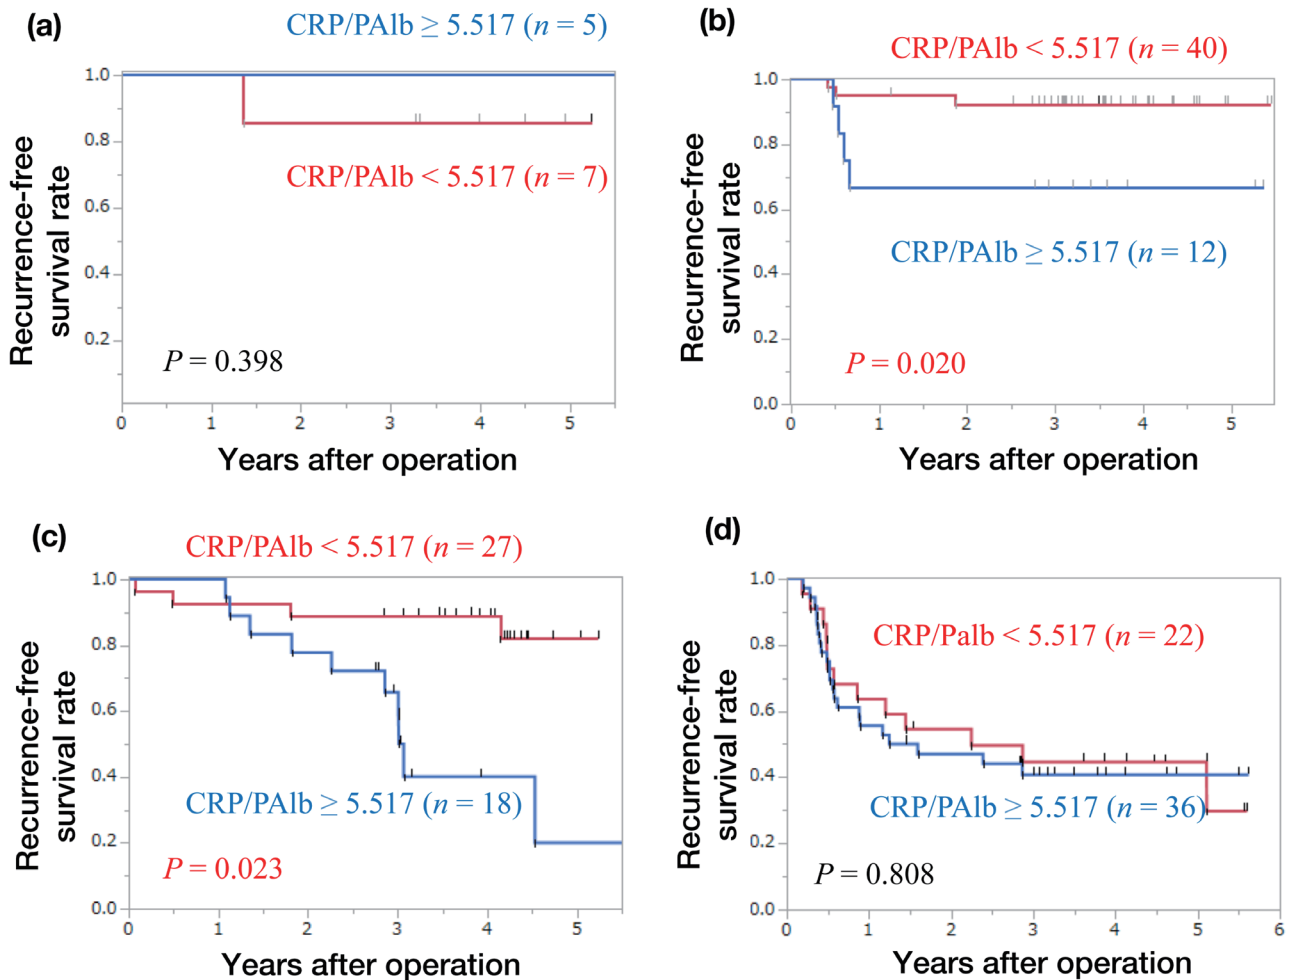 (a)
CRP/PAlb ≥ 5.517 (n = 5)
1.0
0.8
0.6
0.4
0.2
CRP/PAlb < 5.517 (n = 7)
P = 0.398
0 1 2 3 4 5
Recurrence-free
survival rate
Years after operation
(b)
CRP/PAlb < 5.517 (n = 40)
1.0
0.8
0.6
0.4
0.2
0.0
CRP/PAlb ≥ 5.517 (n = 12)
P = 0.020
0 1 2 3 4 5
Recurrence-free
survival rate
Years after operation
(c)
CRP/PAlb < 5.517 (n = 27)
1.0
0.8
0.6
0.4
0.2
0.0
CRP/PAlb ≥ 5.517 (n = 18)
P = 0.023
0 1 2 3 4 5
Recurrence-free
survival rate
Years after operation
(d)
1.0
0.8
0.6
0.4
0.2
0.0
CRP/Palb < 5.517 (n = 22)
CRP/PAlb ≥ 5.517 (n = 36)
P = 0.808
0 1 2 3 4 5 6
Recurrence-free
survival rate
Years after operation